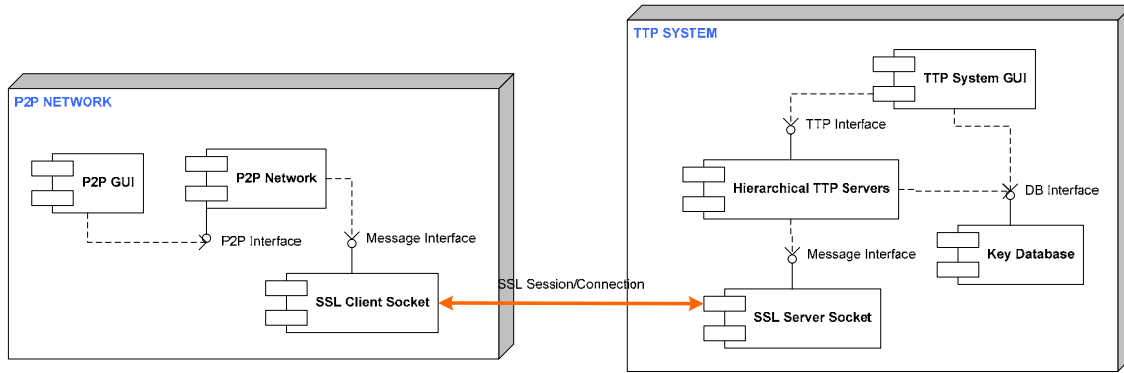 P2P NETWORK
P2P GUI
P2P Network
P2P Interface
Message Interface
SSL Client Socket
SSL Session/Connection
TTP SYSTEM
TTP System GUI
TTP Interface
Hierarchical TTP Servers
DB Interface
Message Interface
Key Database
SSL Server Socket